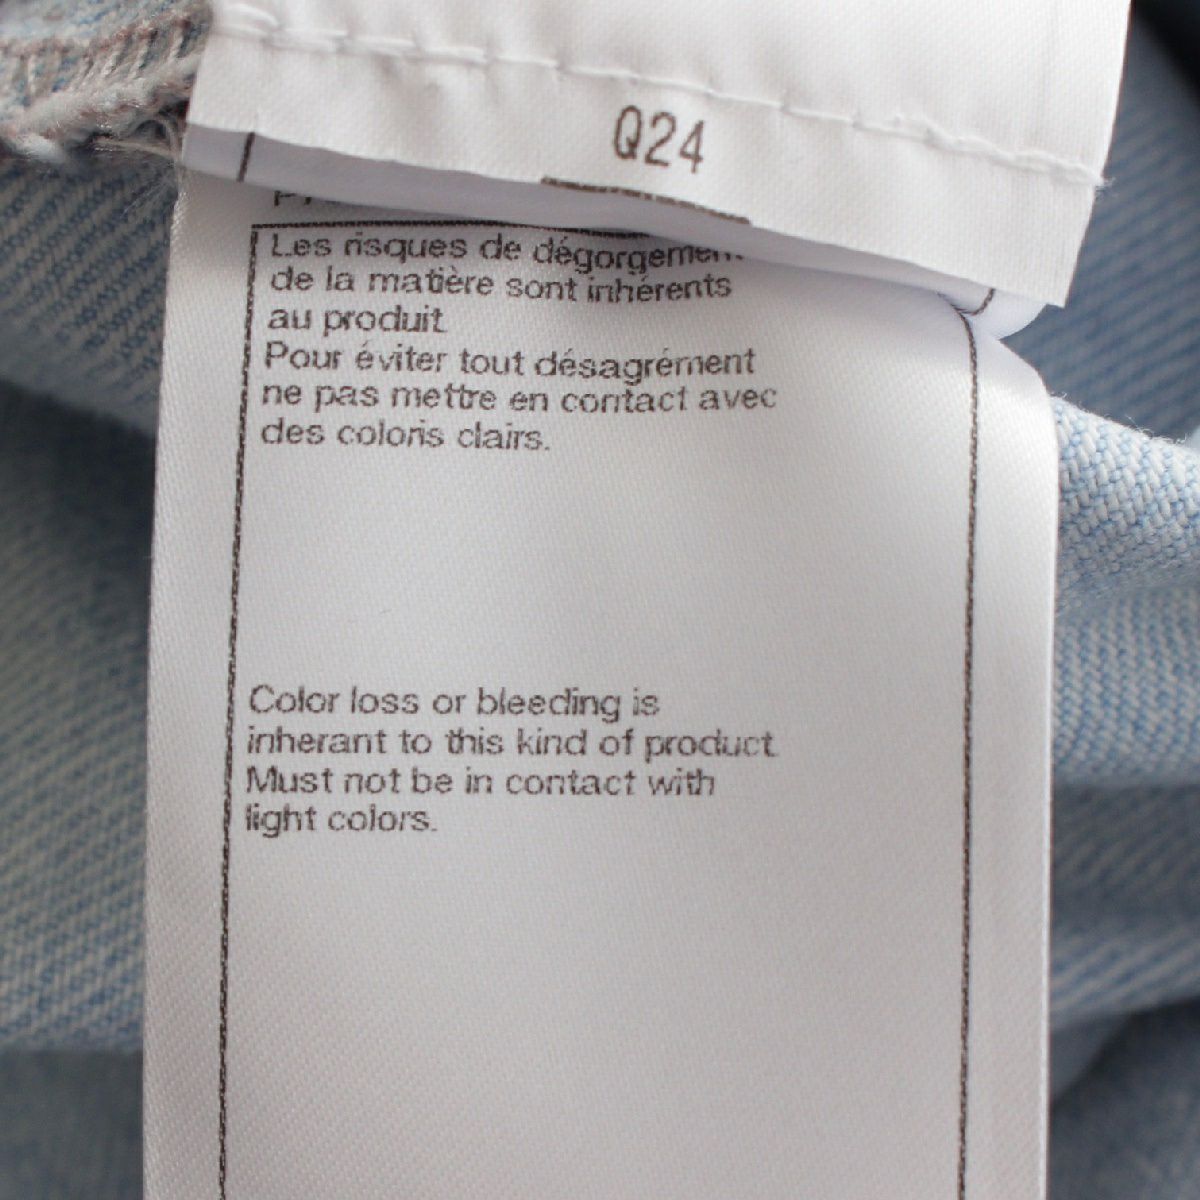 Q24
Les risques de dégorgement
de la matière sont inhérents
au produit.
Pour éviter tout désagrément
ne pas mettre en contact avec
des coloris clairs.
Color loss or bleeding is
inherant to this kind of product.
Must not be in contact with
light colors.